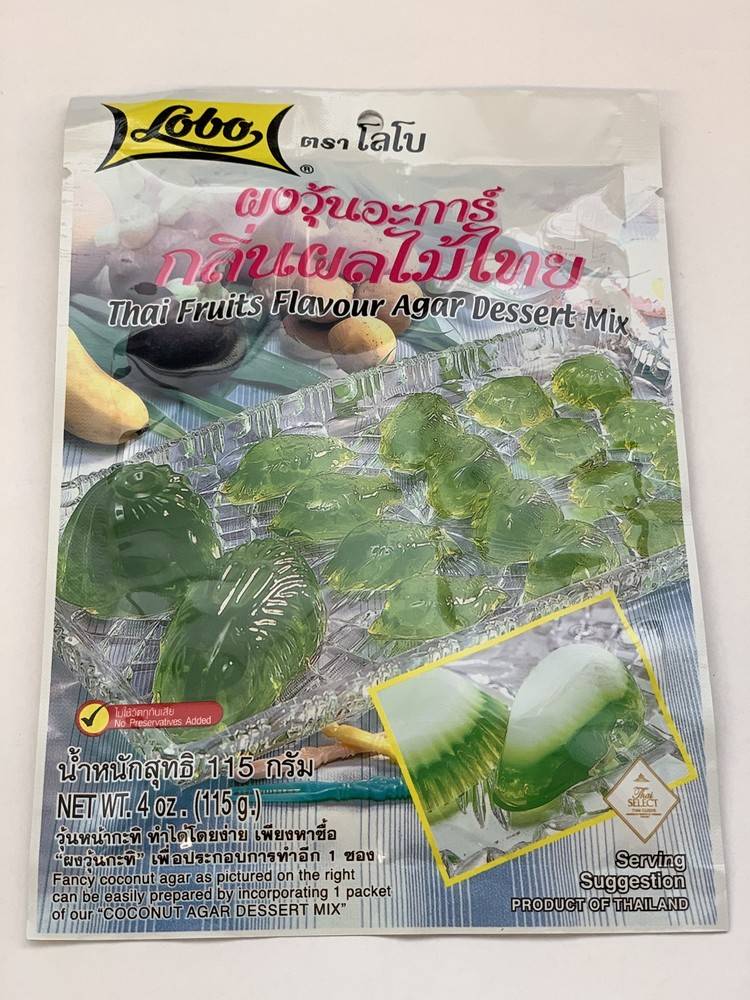 Lobo
®
ตรา โลโบ
ผงวุ้นอะการ์
กลิ่นผลไม้ไทย
Thai Fruits Flavour Agar Dessert Mix
ไม่ใช้วัตถุกันเสีย
No Preservatives Added
น้ำหนักสุทธิ 115 กรัม
NET WT. 4 oz. (115 g.)
วุ้นหน้ากะทิ ทำได้โดยง่าย เพียงหาซื้อ
“ผงวุ้นกะทิ” เพื่อประกอบการทำอีก 1 ซอง
Fancy coconut agar as pictured on the right
can be easily prepared by incorporating 1 packet
of our “COCONUT AGAR DESSERT MIX”
Thai
SELECT
THAI CUISINE
Serving
Suggestion
PRODUCT OF THAILAND